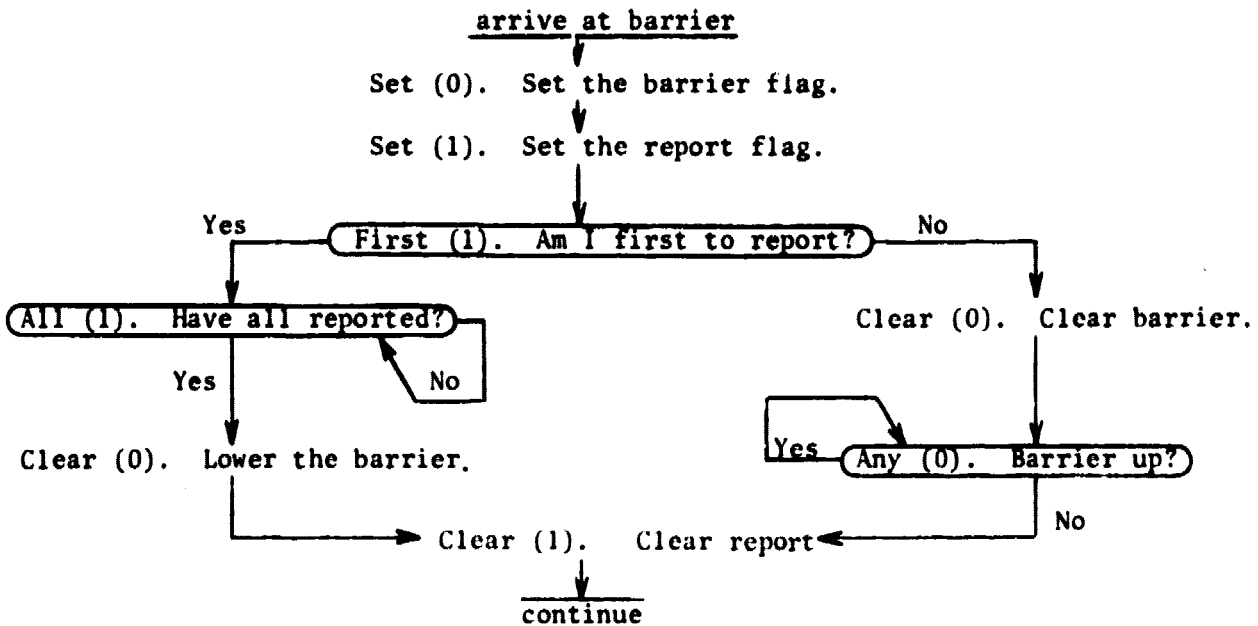 arrive at barrier
Set (0). Set the barrier flag.
Set (1). Set the report flag.
Yes
First (1). Am I first to report?
No
All (1). Have all reported?
Clear (0). Clear barrier.
Yes
No
Yes
Any (0). Barrier up?
Clear (0). Lower the barrier.
No
Clear (1). Clear report
continue